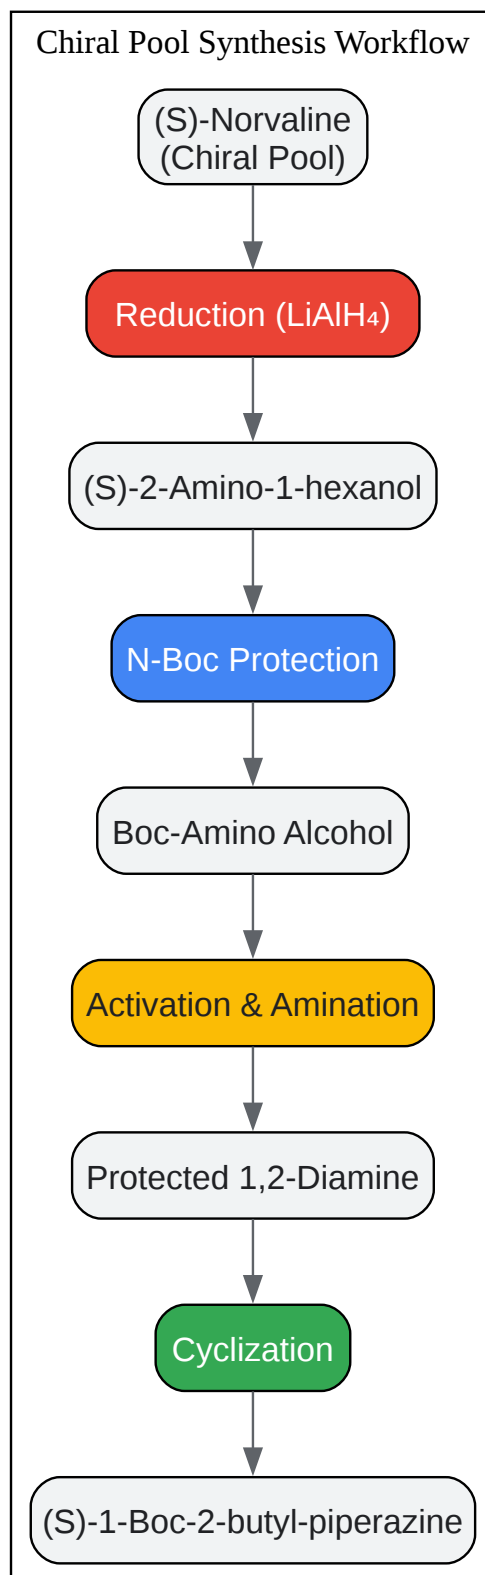 Chiral Pool Synthesis Workflow
(S)-Norvaline
(Chiral Pool)
Reduction (LiAlH₄)
(S)-2-Amino-1-hexanol
N-Boc Protection
Boc-Amino Alcohol
Activation & Amination
Protected 1,2-Diamine
Cyclization
(S)-1-Boc-2-butyl-piperazine